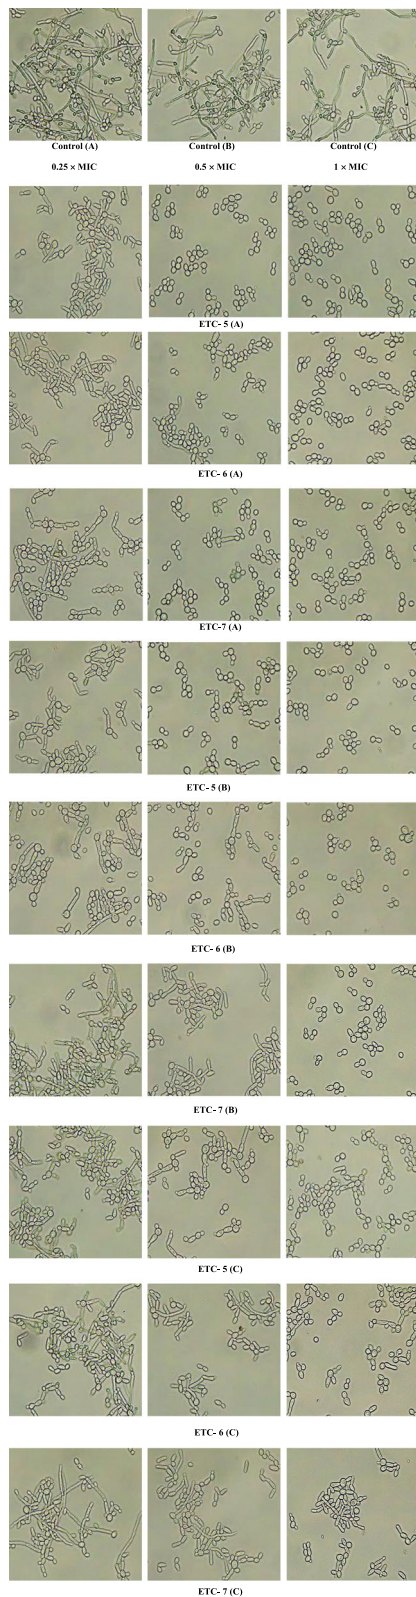 Control (A) Control (B) Control (C)
0.25 × MIC 0.5 × MIC 1 × MIC
ETC- 5 (A)
ETC- 6 (A)
ETC-7 (A)
ETC- 5 (B)
ETC- 6 (B)
ETC- 7 (B)
ETC- 5 (C)
ETC- 6 (C)
ETC- 7 (C)